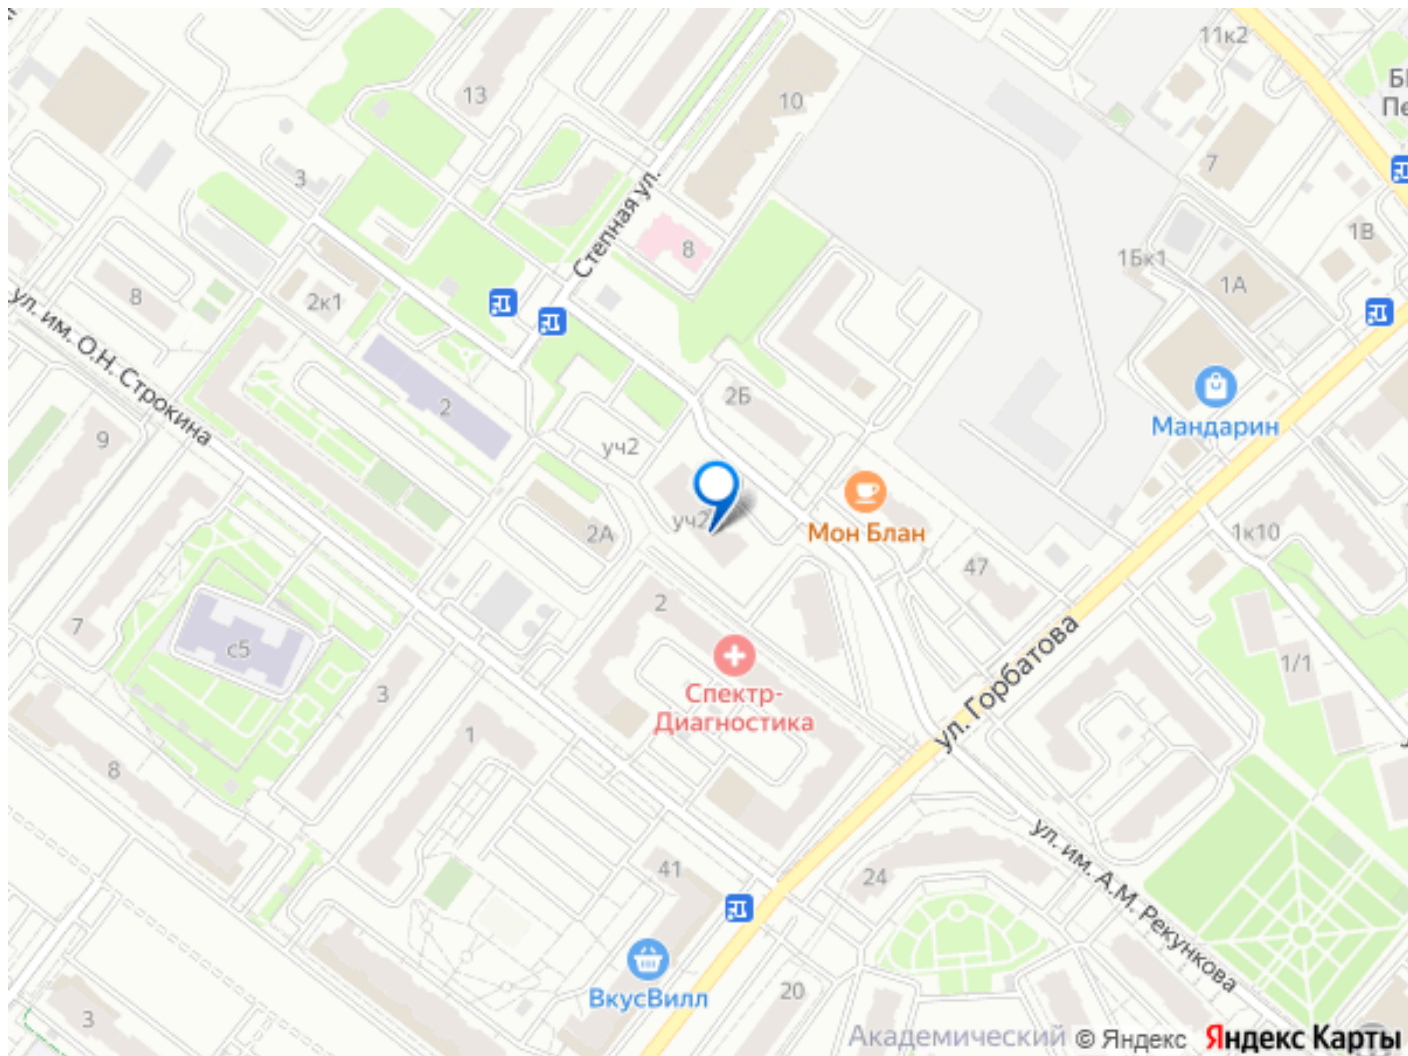 11к2
13
10
БІ
Пе
7
3
Степная ул.
8
1В
1Бк1
1А
8
2к1
ул. им. О.Н. Строкина
2Б
2
Мандарин
9
уч2
уч2
Мон Блан
2А
1к10
47
2
7
с5
ул. Горбатова
1/1
3
Спектр-
Диагностика
1
8
ул. им. А.М. Рекункова
41
24
ВкусВилл
20
3
Академический
© Яндекс Яндекс Карты